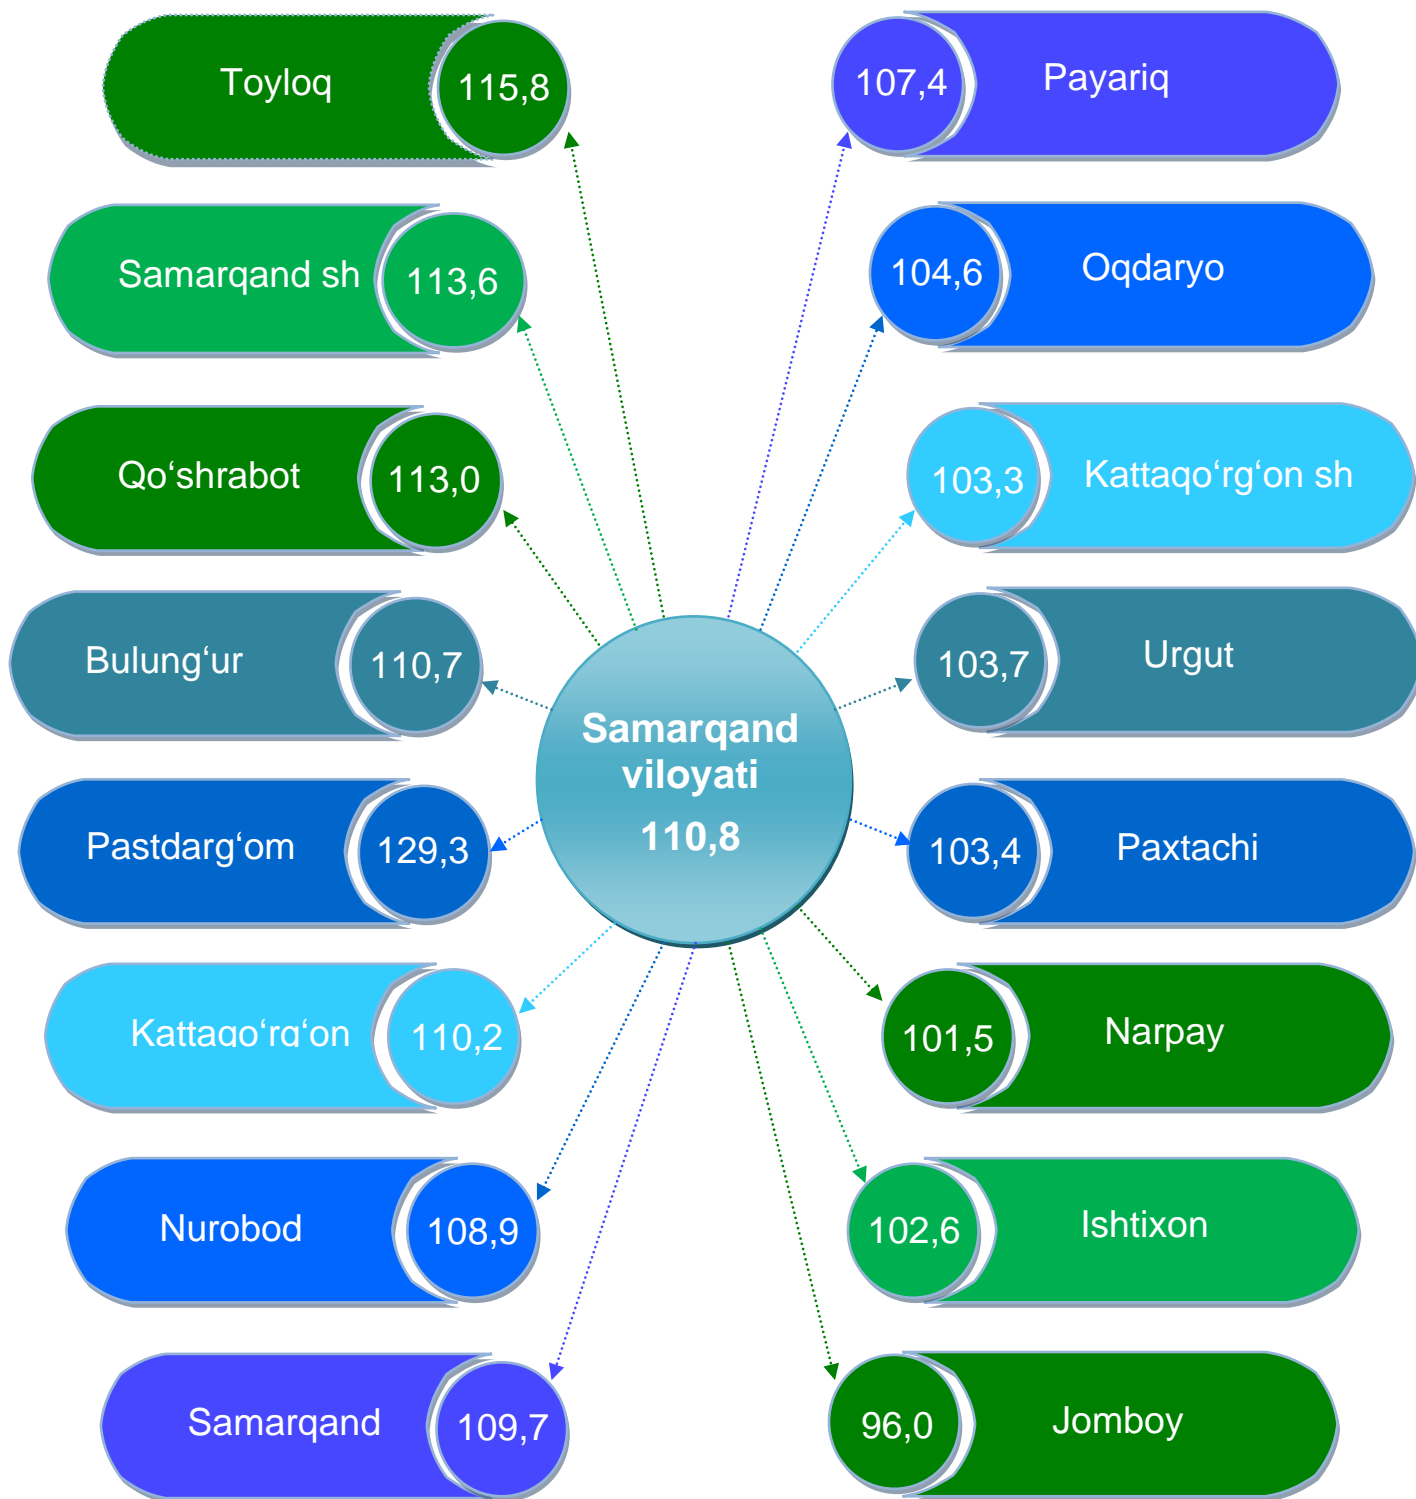 Toyloq
115,8
Samarqand sh
113,6
Qo‘shrabot
113,0
Bulung‘ur
110,7
Pastdarg‘om
129,3
Kattaqo‘rg‘on
110,2
Nurobod
108,9
Samarqand
109,7
Samarqand
viloyati
110,8
107,4
Payariq
104,6
Oqdaryo
103,3
Kattaqo‘rg‘on sh
103,7
Urgut
103,4
Paxtachi
101,5
Narpay
102,6
Ishtixon
96,0
Jomboy